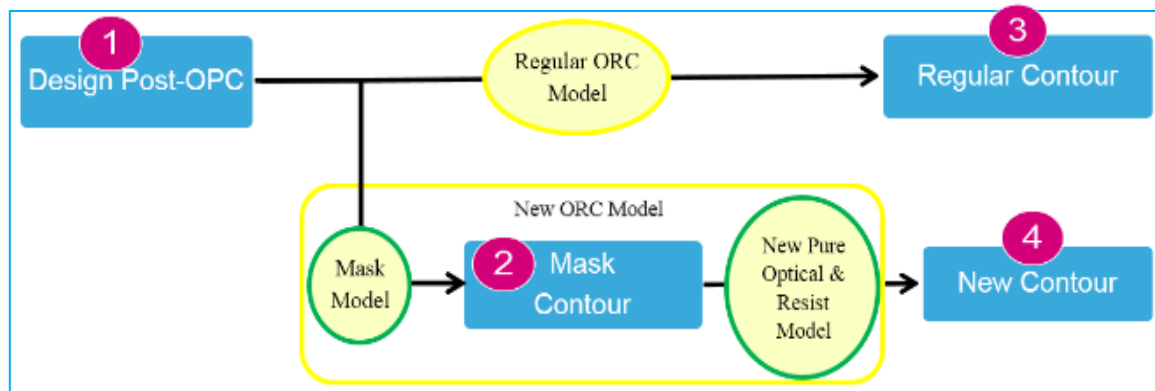 1
Design Post-OPC
Regular ORC
Model
3
Regular Contour
New ORC Model
Mask
Model
2
Mask
Contour
New Pure
Optical &
Resist
Model
4
New Contour